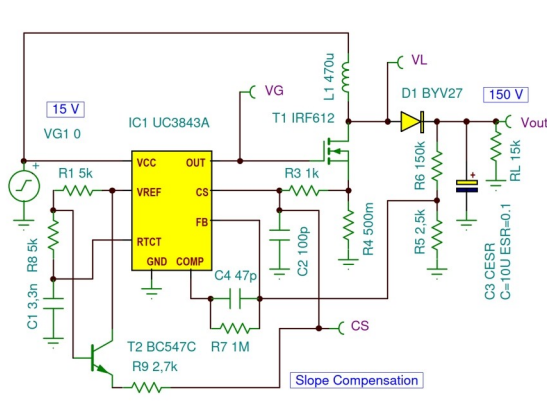 VL
VG
L1 470u
D1 BYV27
150 V
15 V
VG1 0
IC1 UC3843A
T1 IRF612
Vout
+
VCC
OUT
R1 5k
R3 1k
R6 150k
RL 15k
VREF
CS
+
R8 5k
FB
R4 500m
R5 2,5k
RTCT
C2 100p
GND COMP
C4 47p
C3 CESR
C=10U ESR=0.1
C1 3,3n
R7 1M
CS
T2 BC547C
R9 2,7k
Slope Compensation